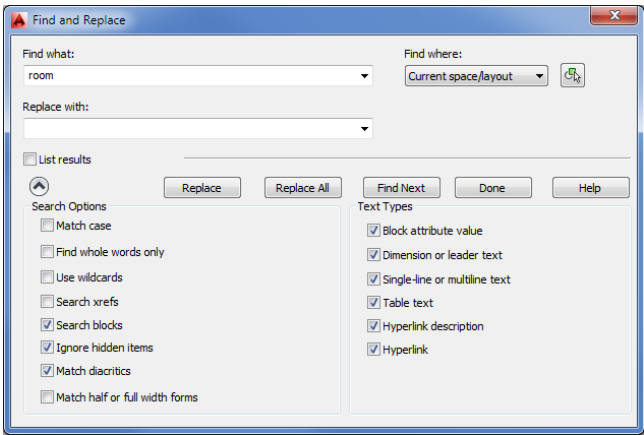 Find and Replace
Find what:
Find where:
room
Current space/layout
Replace with:
List results
Replace
Replace All
Find Next
Done
Help
Search Options
Match case
Find whole words only
Use wildcards
Search xrefs
Search blocks
Ignore hidden items
Match diacritics
Match half or full width forms
Text Types
Block attribute value
Dimension or leader text
Single-line or multiline text
Table text
Hyperlink description
Hyperlink